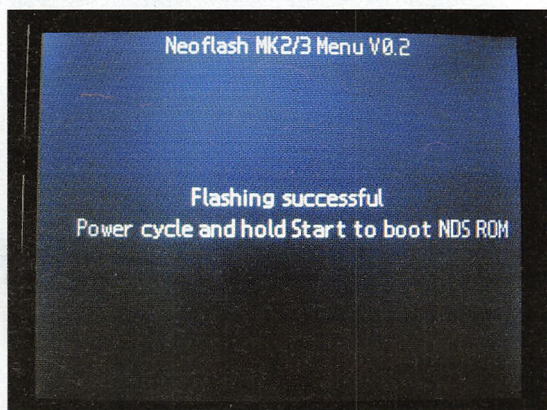 Neoflash MK2/3 Menu V0.2
Flashing successful
Power cycle and hold Start to boot NDS ROM